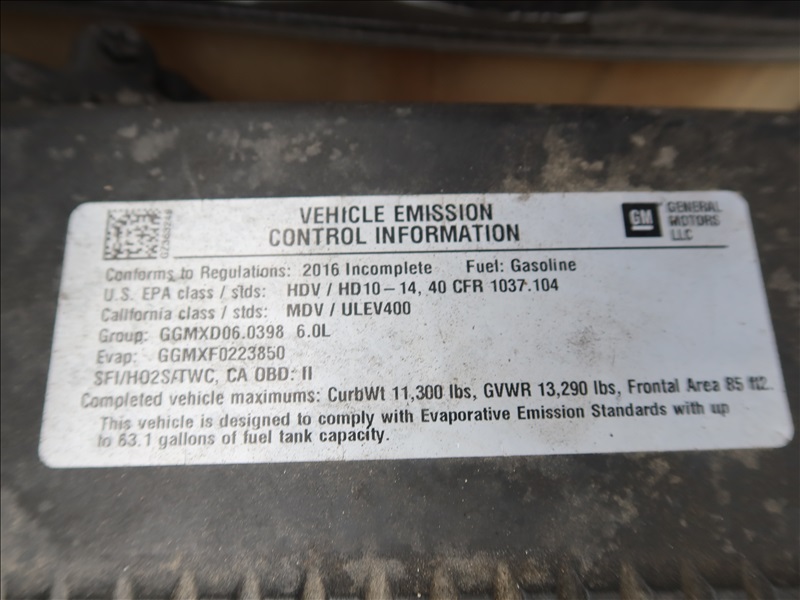 VEHICLE EMISSION
CONTROL INFORMATION
GM
GENERAL
MOTORS
LLC
Conforms to Regulations: 2016 Incomplete Fuel: Gasoline
U.S. EPA class / stds: HDV / HD10-14, 40 CFR 1037.104
California class / stds: MDV / ULEV400
Group: GGMXD06.0398 6.0L
Evap: GGMXF0223850
SFI/HO2S/TWC, CA OBD: II
Completed vehicle maximums: CurbWt 11,300 lbs, GVWR 13,290 lbs, Frontal Area 85 ft2.
This vehicle is designed to comply with Evaporative Emission Standards with up
to 63.1 gallons of fuel tank capacity.